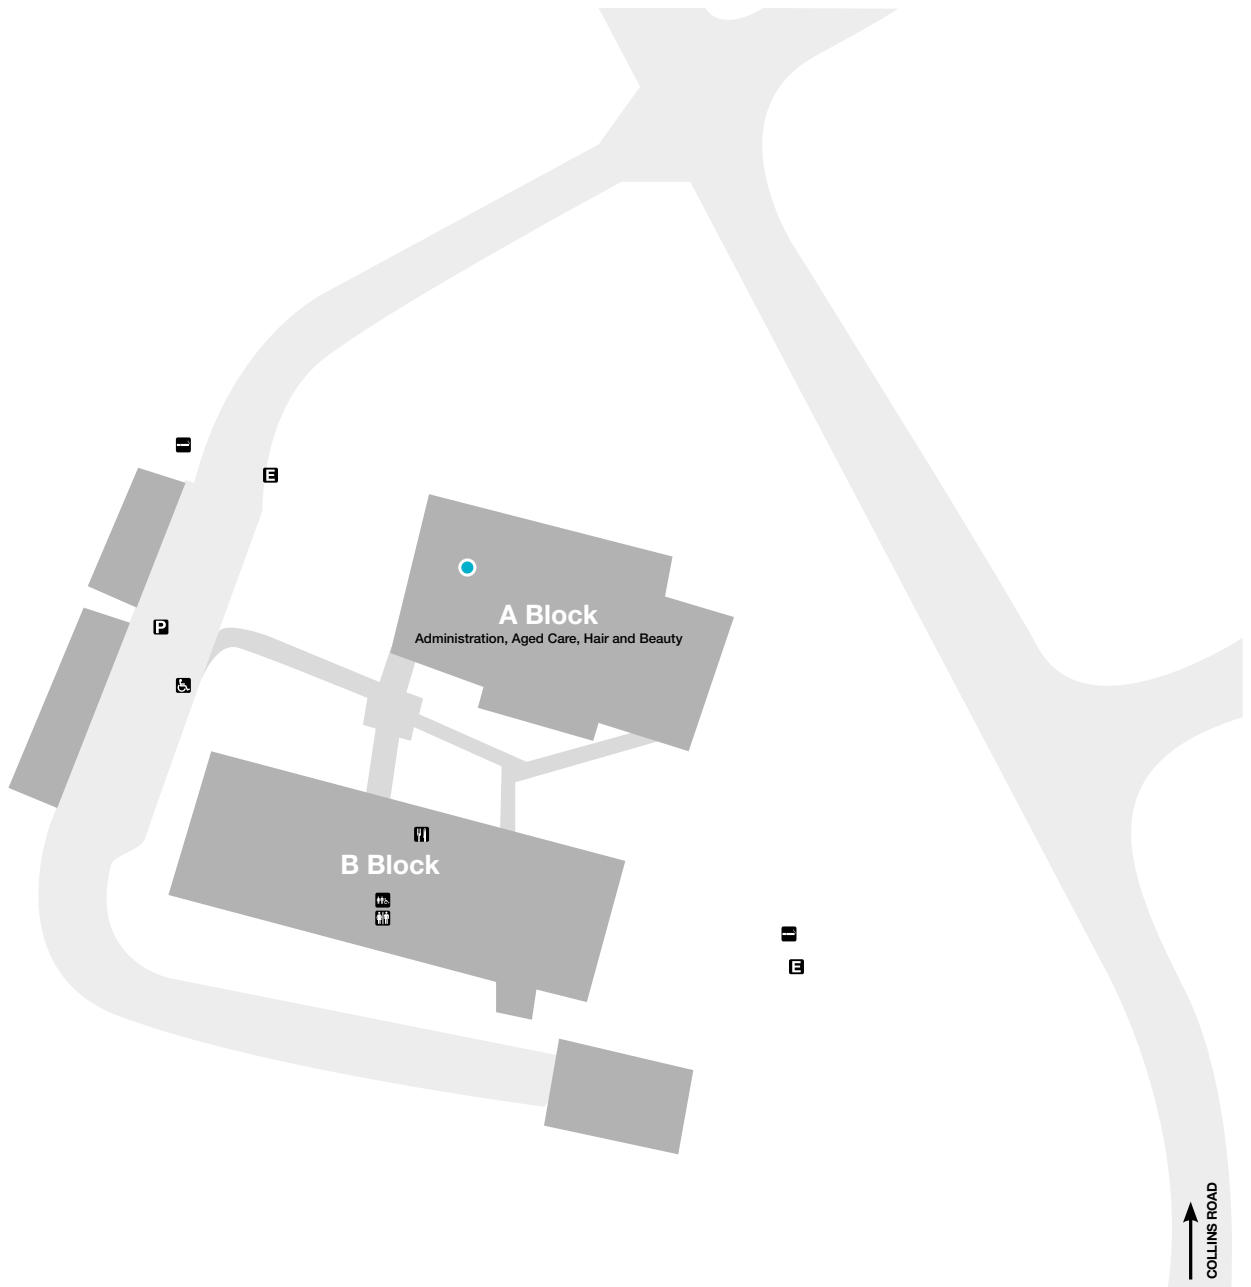 E
A Block
Administration, Aged Care, Hair and Beauty
P
B Block
E
COLLINS ROAD